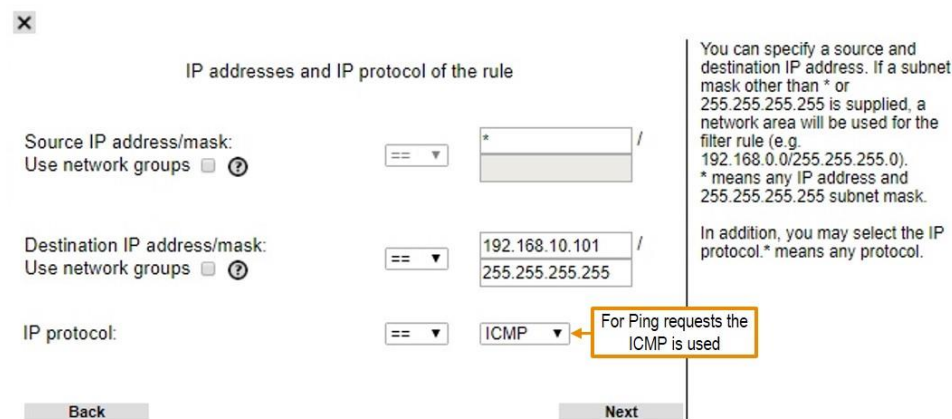 IP addresses and IP protocol of the rule
Source IP address/mask:
Use network groups
== ▼
*
/
Destination IP address/mask:
Use network groups
== ▼
192.168.10.101
/
255.255.255.255
IP protocol:
== ▼
ICMP ▼
For Ping requests the
ICMP is used
Back
Next
You can specify a source and
destination IP address. If a subnet
mask other than * or
255.255.255.255 is supplied, a
network area will be used for the
filter rule (e.g.
192.168.0.0/255.255.255.0).
* means any IP address and
255.255.255.255 subnet mask.
In addition, you may select the IP
protocol.* means any protocol.